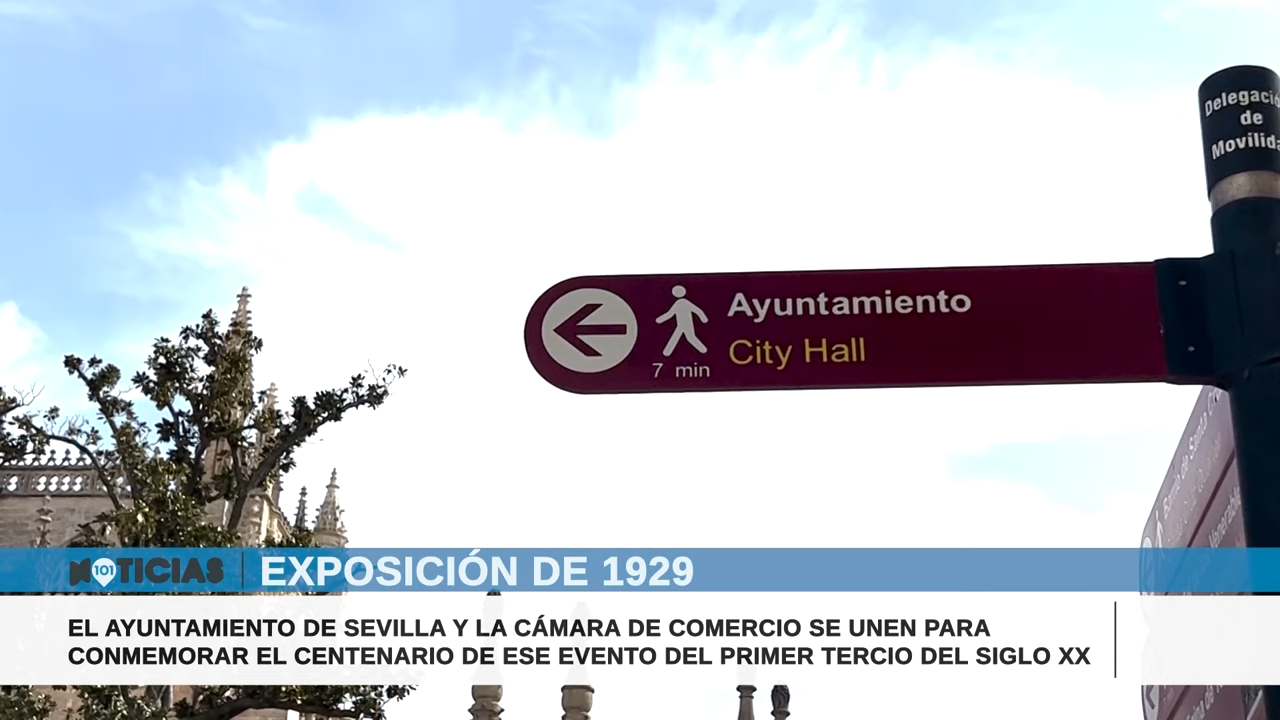 Delegación
de
Movilidad
Ayuntamiento
City Hall
7 min
NOTICIAS
101
EXPOSICIÓN DE 1929
EL AYUNTAMIENTO DE SEVILLA Y LA CÁMARA DE COMERCIO SE UNEN PARA
CONMEMORAR EL CENTENARIO DE ESE EVENTO DEL PRIMER TERCIO DEL SIGLO XX